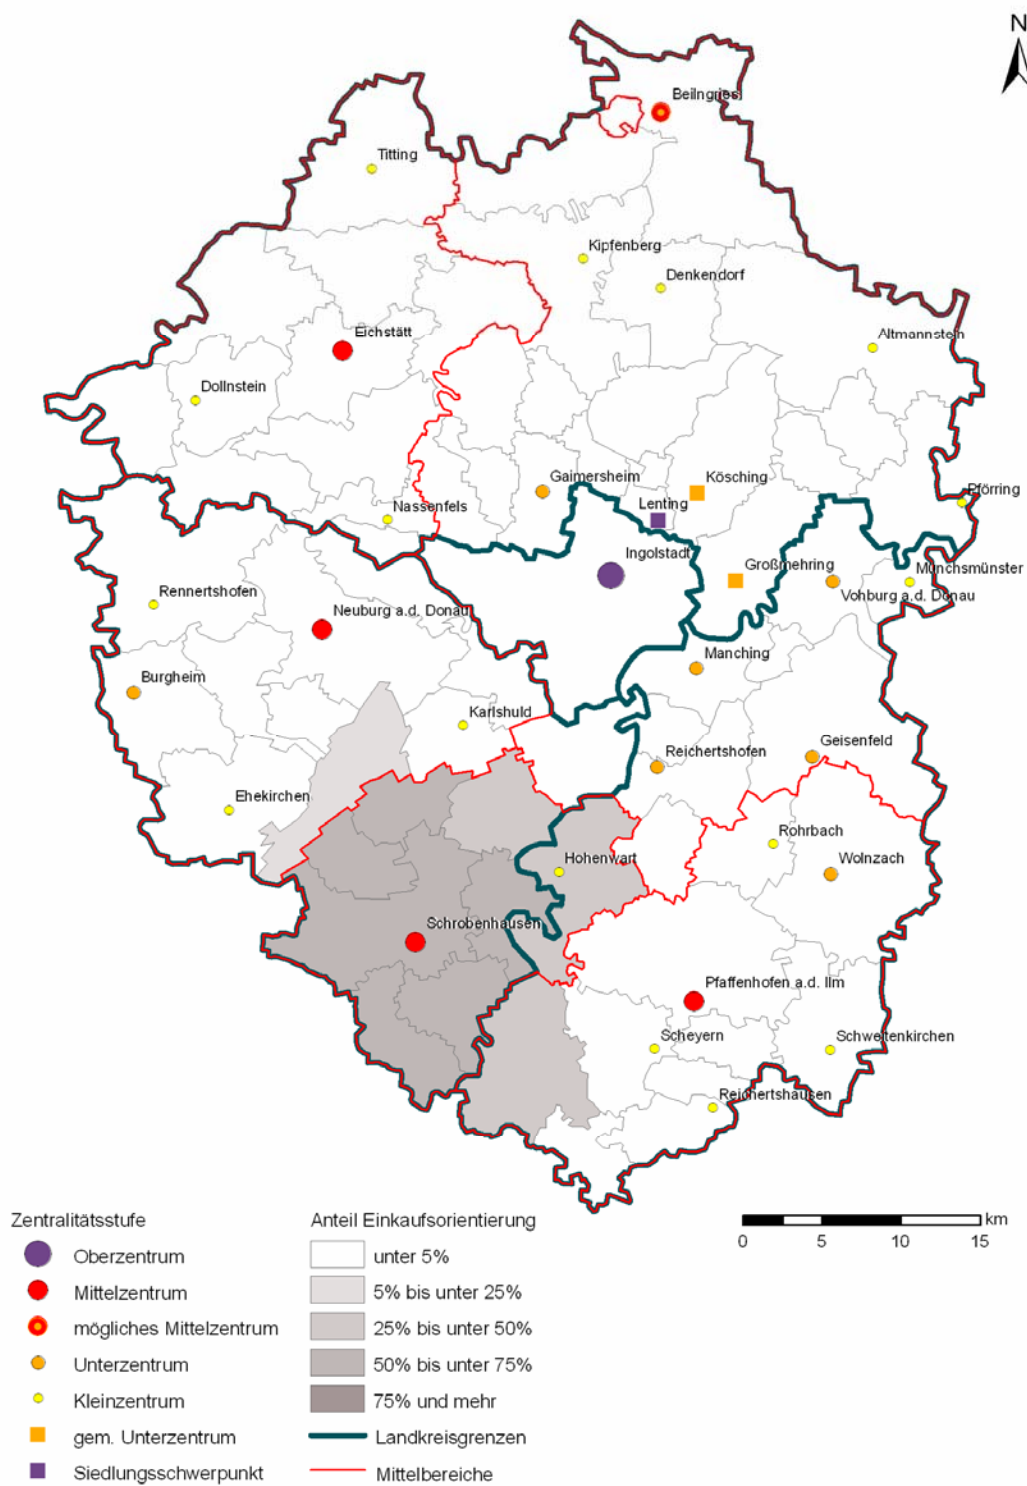 N
Beilngries
Titting
Kipfenberg
Denkendorf
Altmannstein
Eichstätt
Dollnstein
Gaimersheim
Kösching
Lenting
Pförring
Nassenfels
Ingolstadt
Großmehring
Münchsmünster
Vohburg a.d. Donau
Rennertshofen
Neuburg a.d. Donau
Manching
Burgheim
Karlshuld
Reichertshofen
Geisenfeld
Ehekirchen
Rohrbach
Hohenwart
Wolnzach
Schrobenhausen
Pfaffenhofen a.d. Ilm
Scheyern
Schweitenkirchen
Reichertshausen
km
0 5 10 15
Zentralitätsstufe
Oberzentrum
Mittelzentrum
mögliches Mittelzentrum
Unterzentrum
Kleinzentrum
gem. Unterzentrum
Siedlungsschwerpunkt
Anteil Einkaufsorientierung
unter 5%
5% bis unter 25%
25% bis unter 50%
50% bis unter 75%
75% und mehr
Landkreisgrenzen
Mittelbereiche